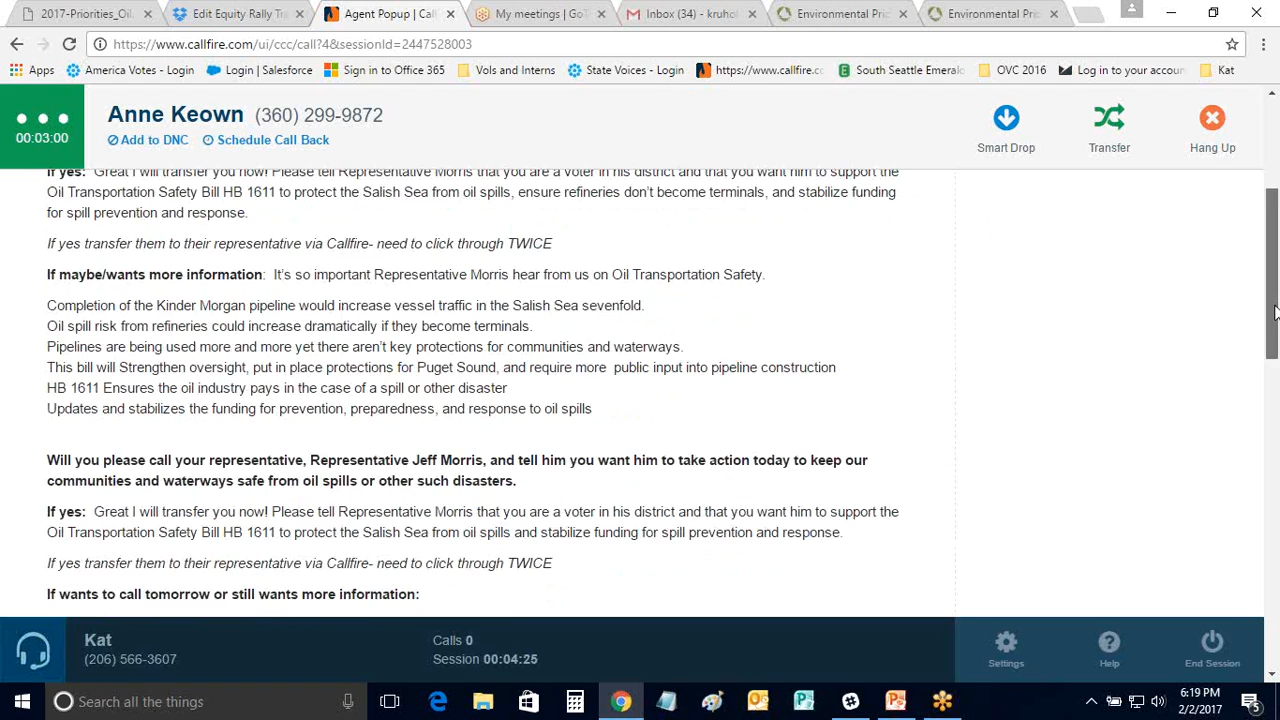 2017-Priorities_Oil.
Edit Equity Rally Tra
Agent Popup | Call
My meetings | GoTo
Inbox (34) - kruhol
Environmental Prio
Environmental Prio
https://www.callfire.com/ui/ccc/call?4&sessionId=2447528003
Apps America Votes - Login Login | Salesforce Sign in to Office 365 Vols and Interns State Voices - Login https://www.callfire.co South Seattle Emeral OVC 2016 Log in to your accoun Kat
00:03:00
Anne Keown (360) 299-9872
Add to DNC Schedule Call Back
Smart Drop Transfer Hang Up
If yes: Great I will transfer you now! Please tell Representative Morris that you are a voter in his district and that you want him to support the
Oil Transportation Safety Bill HB 1611 to protect the Salish Sea from oil spills, ensure refineries don't become terminals, and stabilize funding
for spill prevention and response.
If yes transfer them to their representative via Callfire- need to click through TWICE
If maybe/wants more information: It's so important Representative Morris hear from us on Oil Transportation Safety.
Completion of the Kinder Morgan pipeline would increase vessel traffic in the Salish Sea sevenfold.
Oil spill risk from refineries could increase dramatically if they become terminals.
Pipelines are being used more and more yet there aren't key protections for communities and waterways.
This bill will Strengthen oversight, put in place protections for Puget Sound, and require more public input into pipeline construction
HB 1611 Ensures the oil industry pays in the case of a spill or other disaster
Updates and stabilizes the funding for prevention, preparedness, and response to oil spills
Will you please call your representative, Representative Jeff Morris, and tell him you want him to take action today to keep our
communities and waterways safe from oil spills or other such disasters.
If yes: Great I will transfer you now! Please tell Representative Morris that you are a voter in his district and that you want him to support the
Oil Transportation Safety Bill HB 1611 to protect the Salish Sea from oil spills and stabilize funding for spill prevention and response.
If yes transfer them to their representative via Callfire- need to click through TWICE
If wants to call tomorrow or still wants more information:
Kat
(206) 566-3607
Calls 0
Session 00:04:25
Settings Help End Session
Search all the things
6:19 PM
2/2/2017
5